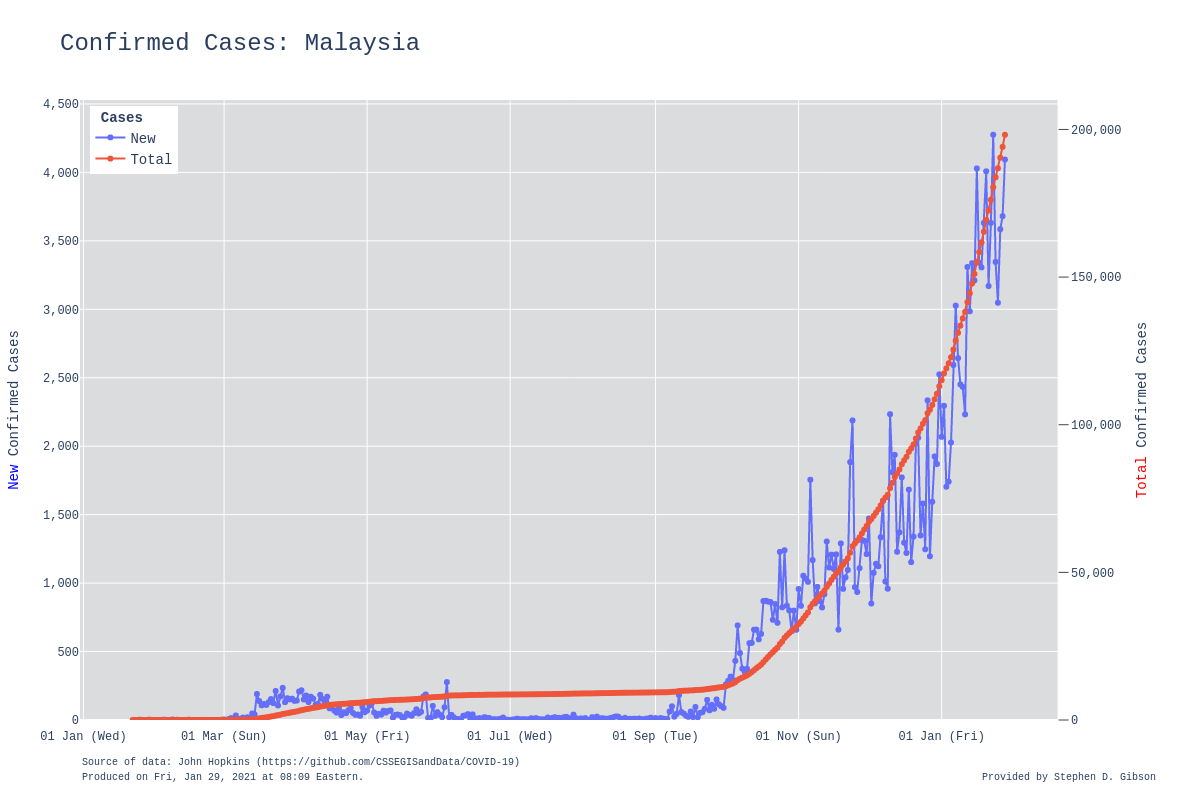 Confirmed Cases: Malaysia
Cases
New
Total
4,500
4,000
3,500
3,000
2,500
2,000
1,500
1,000
500
0
New Confirmed Cases
200,000
150,000
100,000
50,000
0
Total Confirmed Cases
01 Jan (Wed) 01 Mar (Sun) 01 May (Fri) 01 Jul (Wed) 01 Sep (Tue) 01 Nov (Sun) 01 Jan (Fri)
Source of data: John Hopkins (https://github.com/CSSEGISandData/COVID-19)
Produced on Fri, Jan 29, 2021 at 08:09 Eastern.
Provided by Stephen D. Gibson